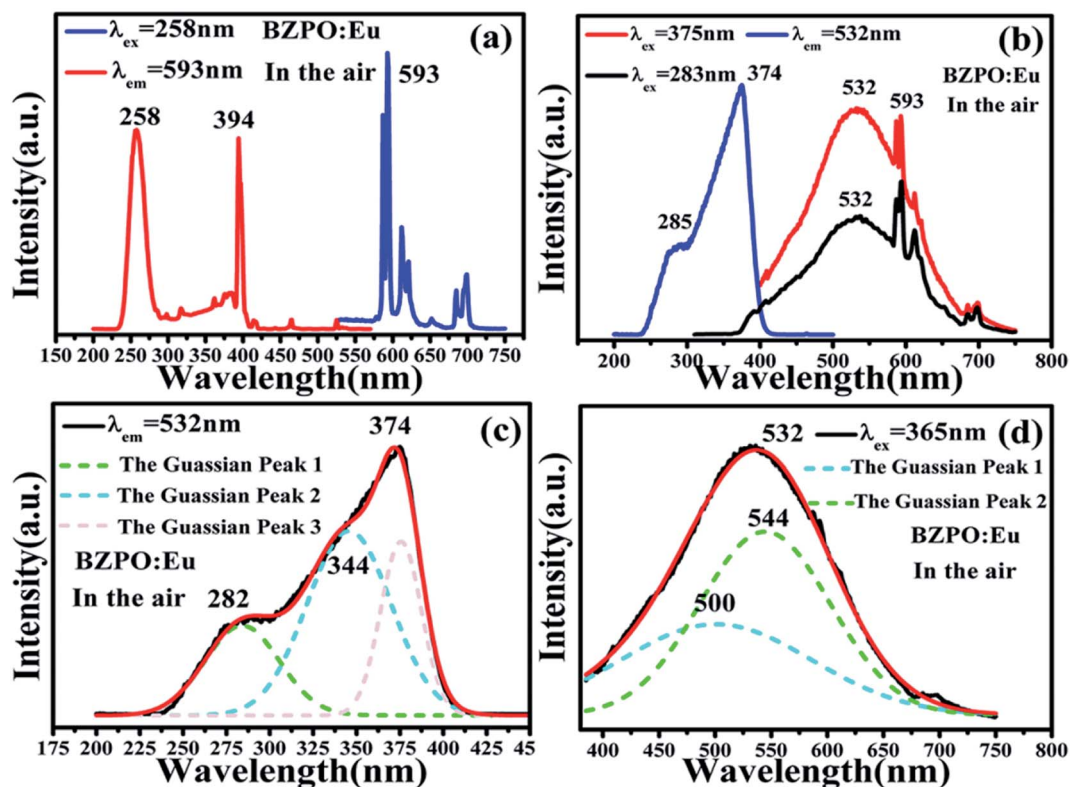 λex=258nm BZPO:Eu (a)
λem=593nm In the air 593
258
394
Intensity(a.u.)
150 200 250 300 350 400 450 500 550 600 650 700 750
Wavelength(nm)
λex=375nm λem=532nm (b)
λex=283nm 374
BZPO:Eu
In the air
532
593
285
532
Intensity(a.u.)
200 300 400 500 600 700 800
Wavelength(nm)
λem=532nm 374 (c)
The Guassian Peak 1
The Guassian Peak 2
The Guassian Peak 3
BZPO:Eu
In the air
344
282
Intensity(a.u.)
175 200 225 250 275 300 325 350 375 400 425 450
Wavelength(nm)
532 λex=365nm (d)
The Guassian Peak 1
The Guassian Peak 2
544
BZPO:Eu
In the air
500
Intensity(a.u.)
400 450 500 550 600 650 700 750 800
Wavelength(nm)